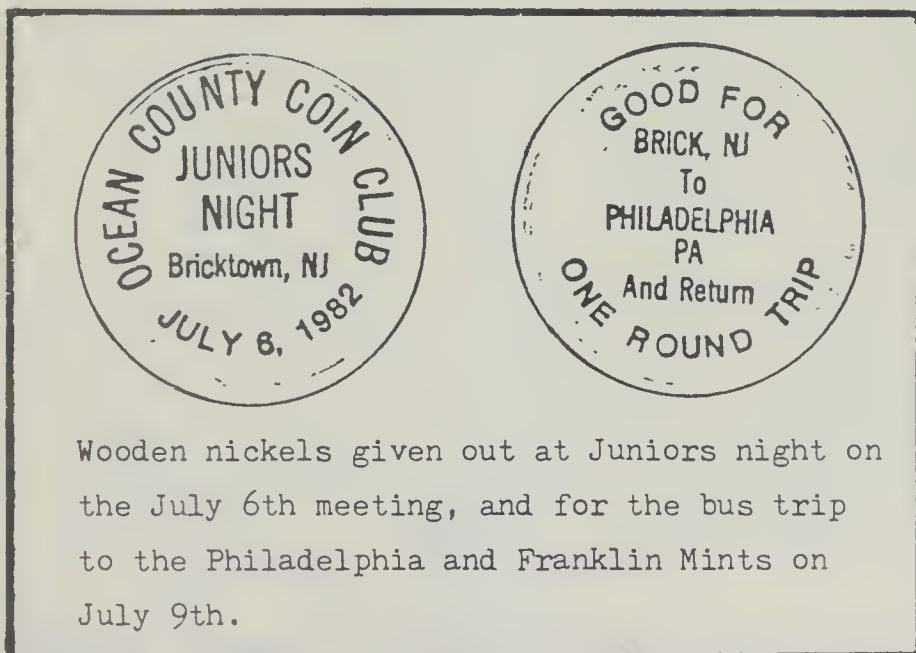 OCEAN COUNTY COIN CLUB
JUNIORS
NIGHT
Bricktown, NJ
JULY 6, 1982
GOOD FOR
BRICK, NJ
To
PHILADELPHIA
PA
And Return
ONE ROUND TRIP
Wooden nickels given out at Juniors night on
the July 6th meeting, and for the bus trip
to the Philadelphia and Franklin Mints on
July 9th.